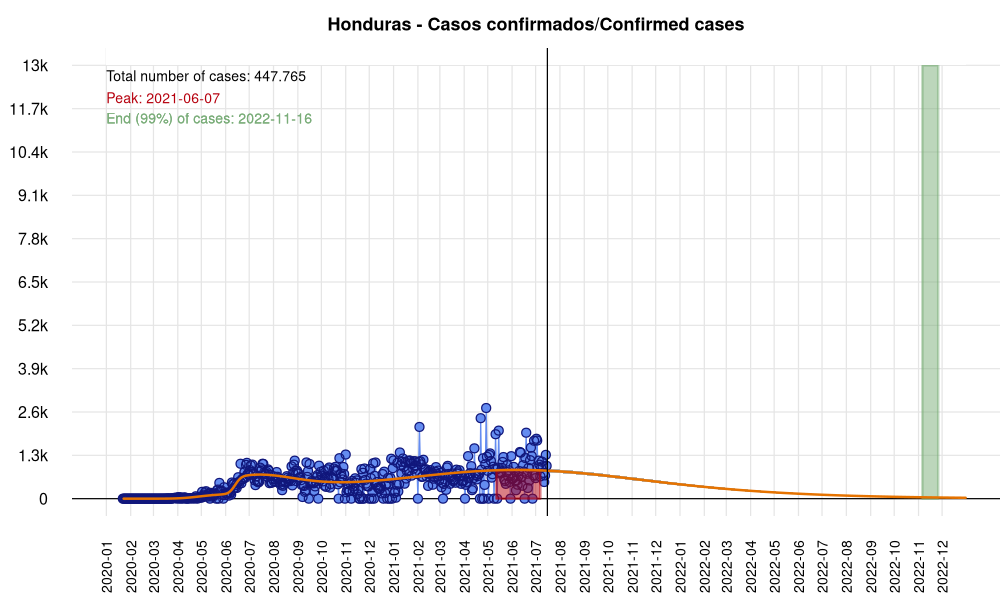 Honduras - Casos confirmados/Confirmed cases
Total number of cases: 447.765
Peak: 2021-06-07
End (99%) of cases: 2022-11-16
13k
11.7k
10.4k
9.1k
7.8k
6.5k
5.2k
3.9k
2.6k
1.3k
0
2020-01
2020-02
2020-03
2020-04
2020-05
2020-06
2020-07
2020-08
2020-09
2020-10
2020-11
2020-12
2021-01
2021-02
2021-03
2021-04
2021-05
2021-06
2021-07
2021-08
2021-09
2021-10
2021-11
2021-12
2022-01
2022-02
2022-03
2022-04
2022-05
2022-06
2022-07
2022-08
2022-09
2022-10
2022-11
2022-12